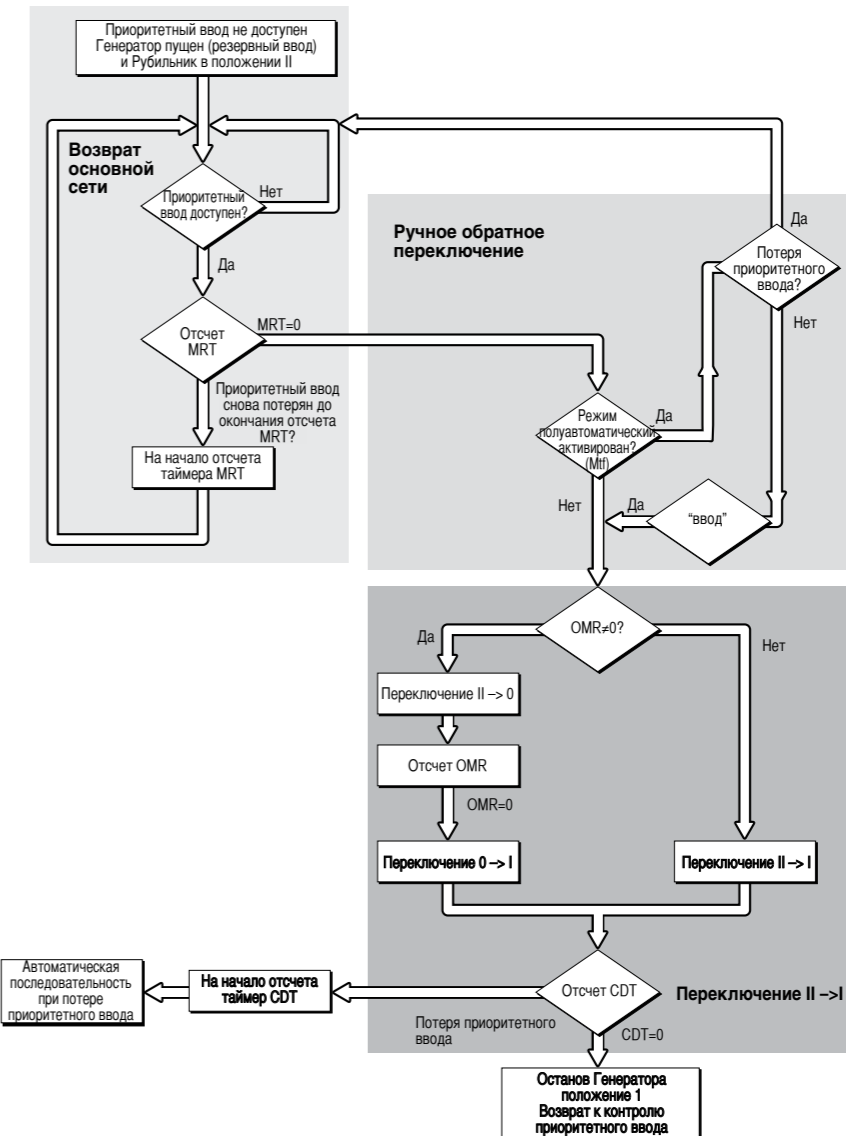 Приоритетный ввод не доступен
Генератор пущен (резервный ввод)
и Рубильник в положении II
Возврат
основной
сети
Приоритетный
ввод доступен?
Нет
Да
Отсчет
MRT
MRT=0
Приоритетный ввод
снова потерян до
окончания отсчета
MRT?
На начало отсчета
таймера MRT
Ручное обратное
переключение
Да
Потеря
приоритетного
ввода?
Нет
Режим
полуавтоматический
активирован?
(Mtf)
Да
Нет
Да
“ввод”
OMR≠0?
Да
Нет
Переключение II –> 0
Отсчет OMR
OMR=0
Переключение 0 –> I
Переключение II –> I
Отсчет CDT
Переключение II –>I
На начало отсчета
таймер CDT
Автоматическая
последовательность
при потере
приоритетного ввода
Потеря приоритетного
ввода
CDT=0
Останов Генератора
положение 1
Возврат к контролю
приоритетного ввода